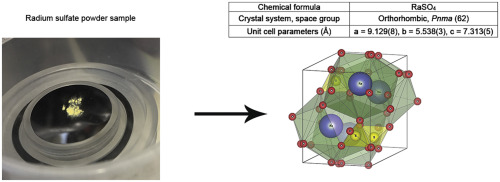 Radium sulfate powder sample
Chemical formula RaSO₄
Crystal system, space group Orthorhombic, Pnma (62)
Unit cell parameters (Å) a = 9.129(8), b = 5.538(3), c = 7.313(5)